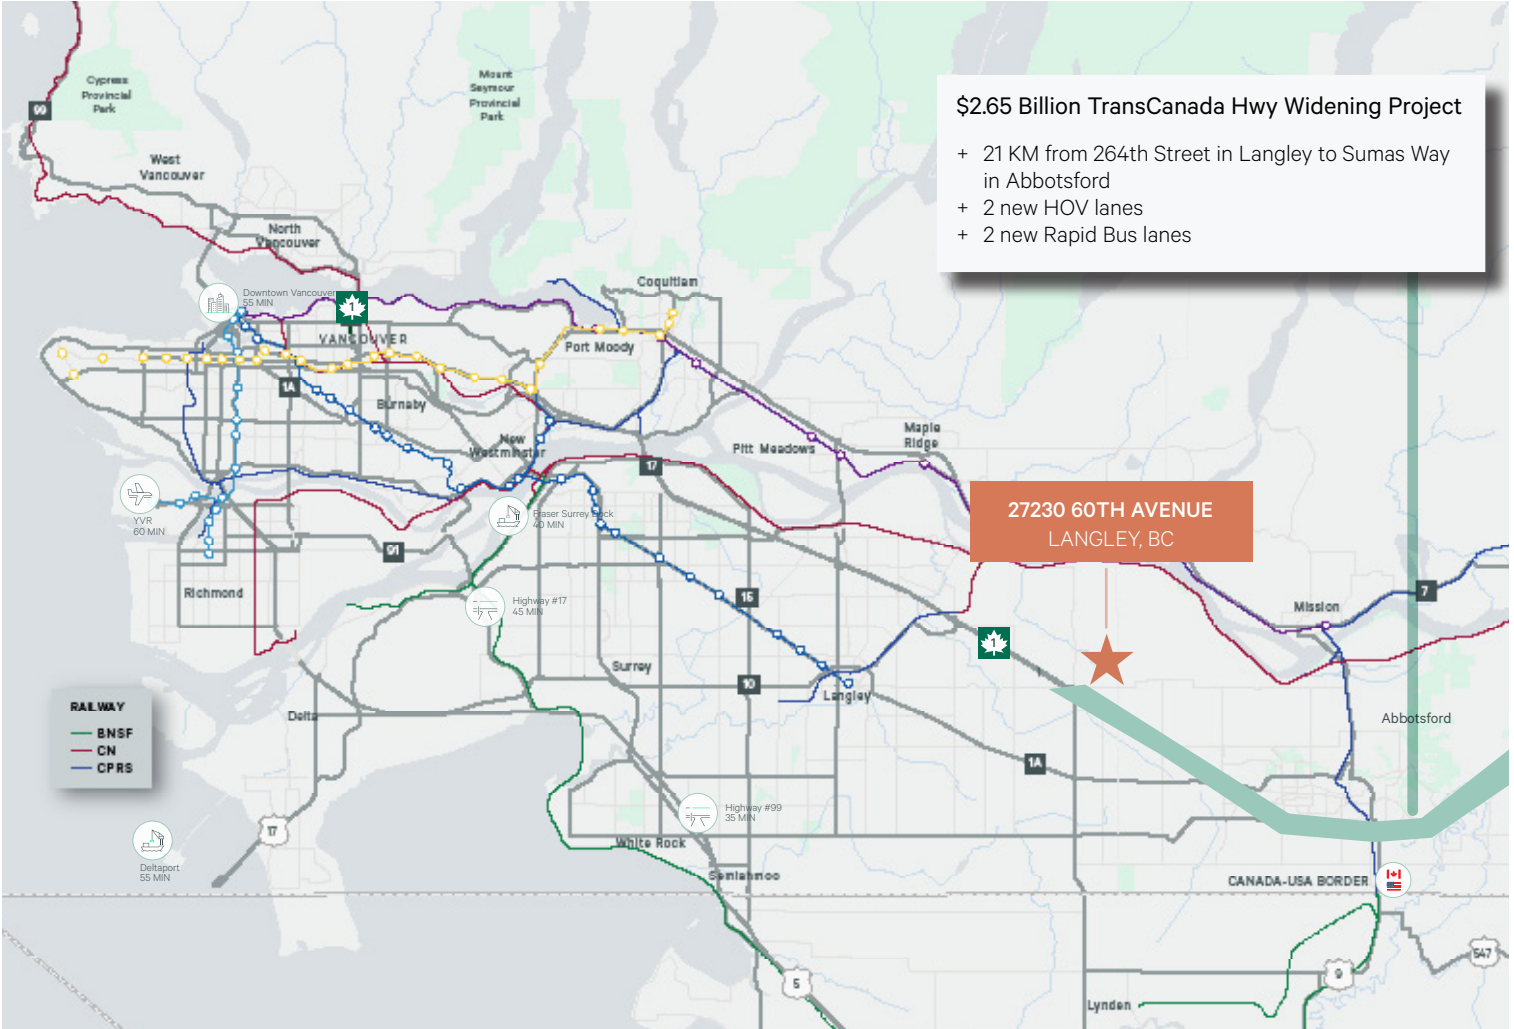 $2.65 Billion TransCanada Hwy Widening Project
+ 21 KM from 264th Street in Langley to Sumas Way
in Abbotsford
+ 2 new HOV lanes
+ 2 new Rapid Bus lanes
Cypress
Provincial
Park
Mount
Seymour
Provincial
Park
99
West
Vancouver
North
Vancouver
Coquitlam
Downtown Vancouver
55 MIN
1
VANCOUVER
Port Moody
1A
Burnaby
Maple
Ridge
New
Westminster
Pitt Meadows
17
YVR
60 MIN
Fraser Surrey Dock
40 MIN
27230 60TH AVENUE
LANGLEY, BC
91
Richmond
Highway #17
45 MIN
15
7
Mission
1
Surrey
10
Langley
RAILWAY
BNSF
CN
CPRS
Delta
Abbotsford
1A
Highway #99
35 MIN
17
White Rock
Deltaport
55 MIN
Semiahmoo
CANADA-USA BORDER
547
9
5
Lynden